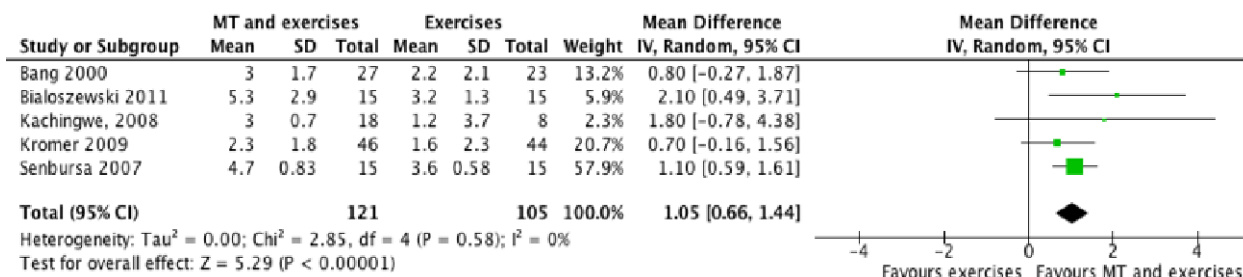 MT and exercises Exercises Mean Difference Mean Difference
Study or Subgroup Mean SD Total Mean SD Total Weight IV, Random, 95% CI IV, Random, 95% CI
Bang 2000 3 1.7 27 2.2 2.1 23 13.2% 0.80 [-0.27, 1.87]
Bialoszewski 2011 5.3 2.9 15 3.2 1.3 15 5.9% 2.10 [0.49, 3.71]
Kachingwe, 2008 3 0.7 18 1.2 3.7 8 2.3% 1.80 [-0.78, 4.38]
Kromer 2009 2.3 1.8 46 1.6 2.3 44 20.7% 0.70 [-0.16, 1.56]
Senbursa 2007 4.7 0.83 15 3.6 0.58 15 57.9% 1.10 [0.59, 1.61]
Total (95% CI) 121 105 100.0% 1.05 [0.66, 1.44]
Heterogeneity: Tau² = 0.00; Chi² = 2.85, df = 4 (P = 0.58); I² = 0%
Test for overall effect: Z = 5.29 (P < 0.00001)
-4 -2 0 2 4
Favours exercises Favours MT and exercises